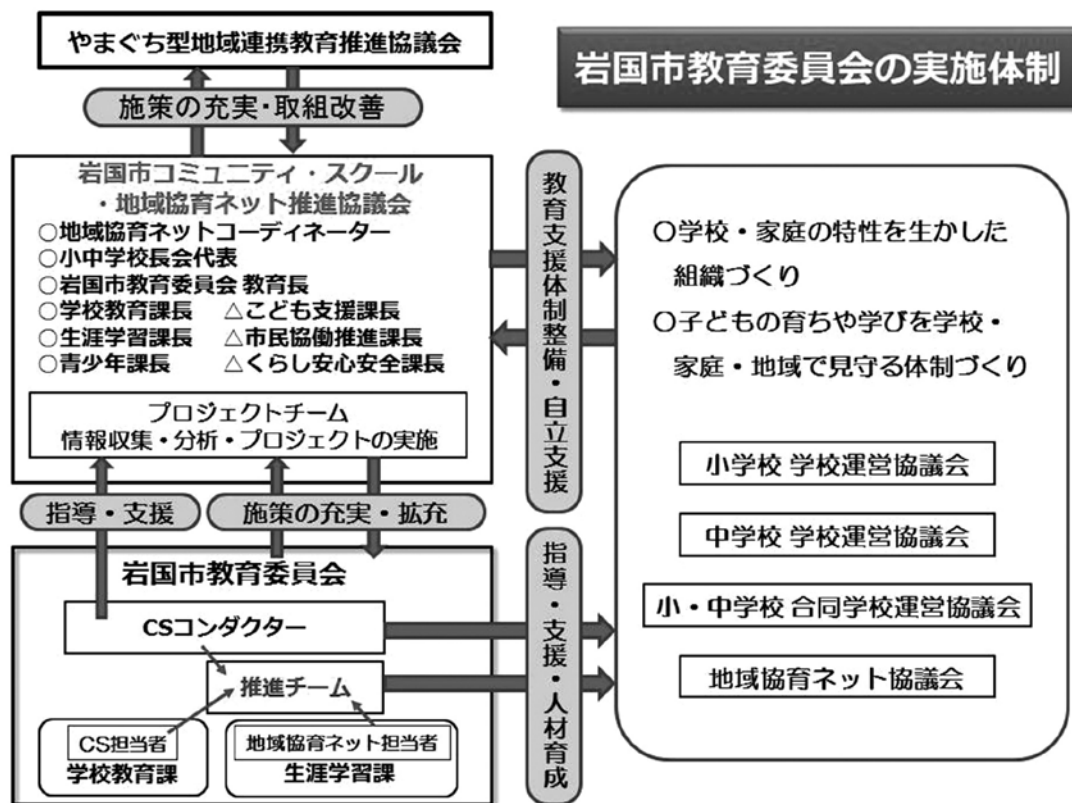 やまぐち型地域連携教育推進協議会
岩国市教育委員会の実施体制
施策の充実・取組改善
岩国市コミュニティ・スクール
・地域協育ネット推進協議会
○地域協育ネットコーディネーター
○小中学校長会代表
○岩国市教育委員会 教育長
○学校教育課長 △こども支援課長
○生涯学習課長 △市民協働推進課長
○青少年課長 △くらし安心安全課長
プロジェクトチーム
情報収集・分析・プロジェクトの実施
教育支援体制整備・自立支援
○学校・家庭の特性を生かした
組織づくり
○子どもの育ちや学びを学校・
家庭・地域で見守る体制づくり
小学校 学校運営協議会
中学校 学校運営協議会
小・中学校 合同学校運営協議会
地域協育ネット協議会
指導・支援
施策の充実・拡充
岩国市教育委員会
CSコンダクター
推進チーム
CS担当者
学校教育課
地域協育ネット担当者
生涯学習課
指導・支援・人材育成